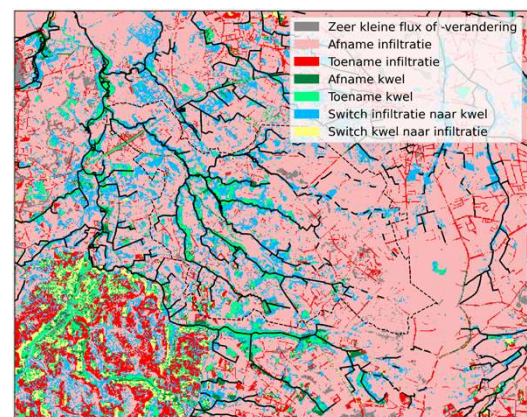 Zeer kleine flux of -verandering
Afname infiltratie
Toename infiltratie
Afname kwel
Toename kwel
Switch infiltratie naar kwel
Switch kwel naar infiltratie